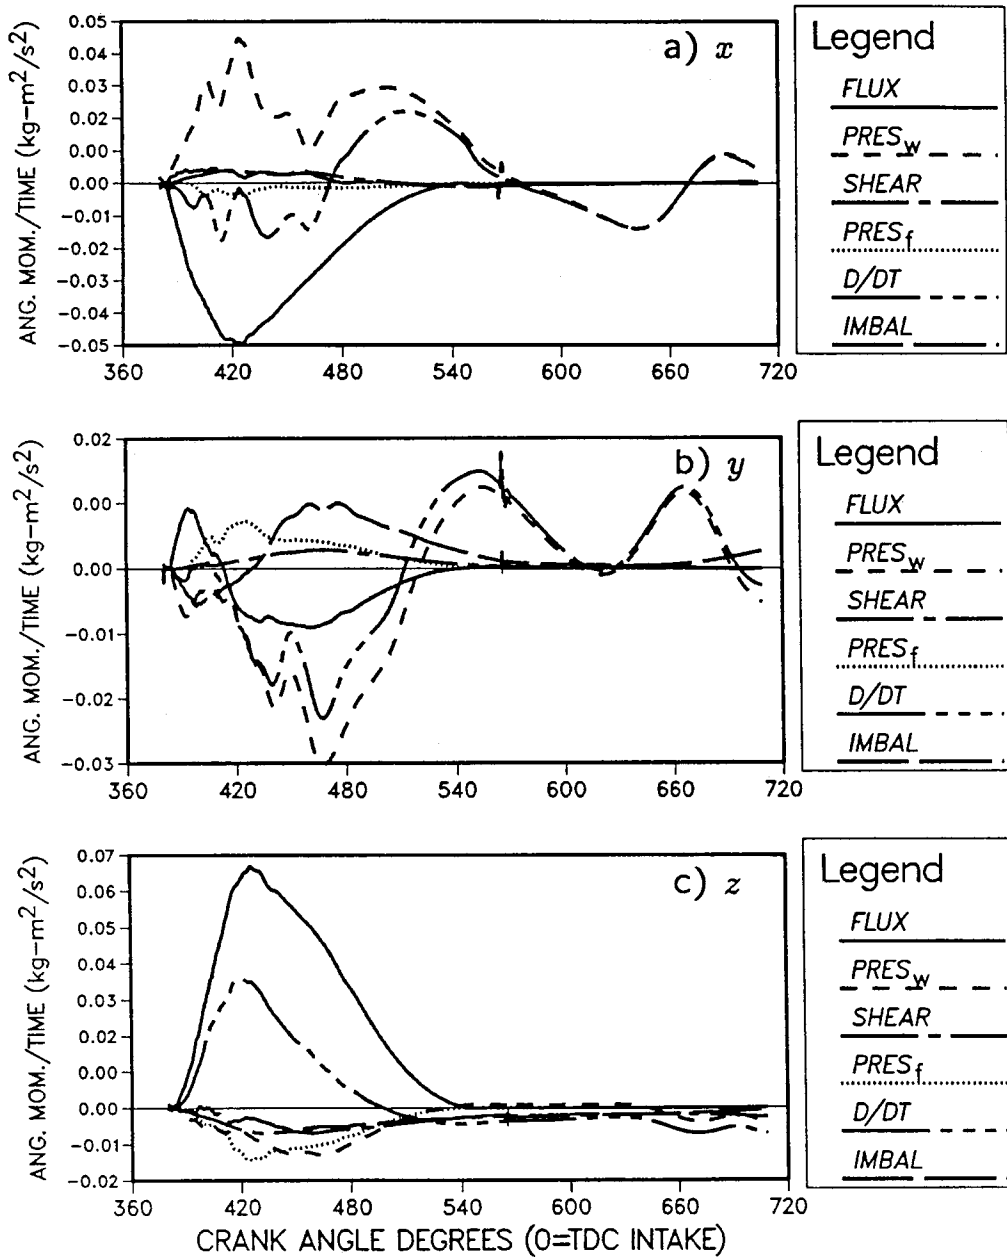 ANG. MOM./TIME (kg-m²/s²)
0.05
0.04
0.03
0.02
0.00
0.00
-0.01
-0.02
-0.03
-0.04
-0.05
360
420
480
540
600
660
720
a) x
Legend
FLUX
PRESw
SHEAR
PRESf
D/DT
IMBAL
ANG. MOM./TIME (kg-m²/s²)
0.02
0.00
0.00
-0.01
-0.02
-0.03
360
420
480
540
600
660
720
b) y
Legend
FLUX
PRESw
SHEAR
PRESf
D/DT
IMBAL
ANG. MOM./TIME (kg-m²/s²)
0.07
0.06
0.05
0.04
0.03
0.02
0.00
0.00
-0.01
-0.02
360
420
480
540
600
660
720
c) z
Legend
FLUX
PRESw
SHEAR
PRESf
D/DT
IMBAL
CRANK ANGLE DEGREES (0=TDC INTAKE)